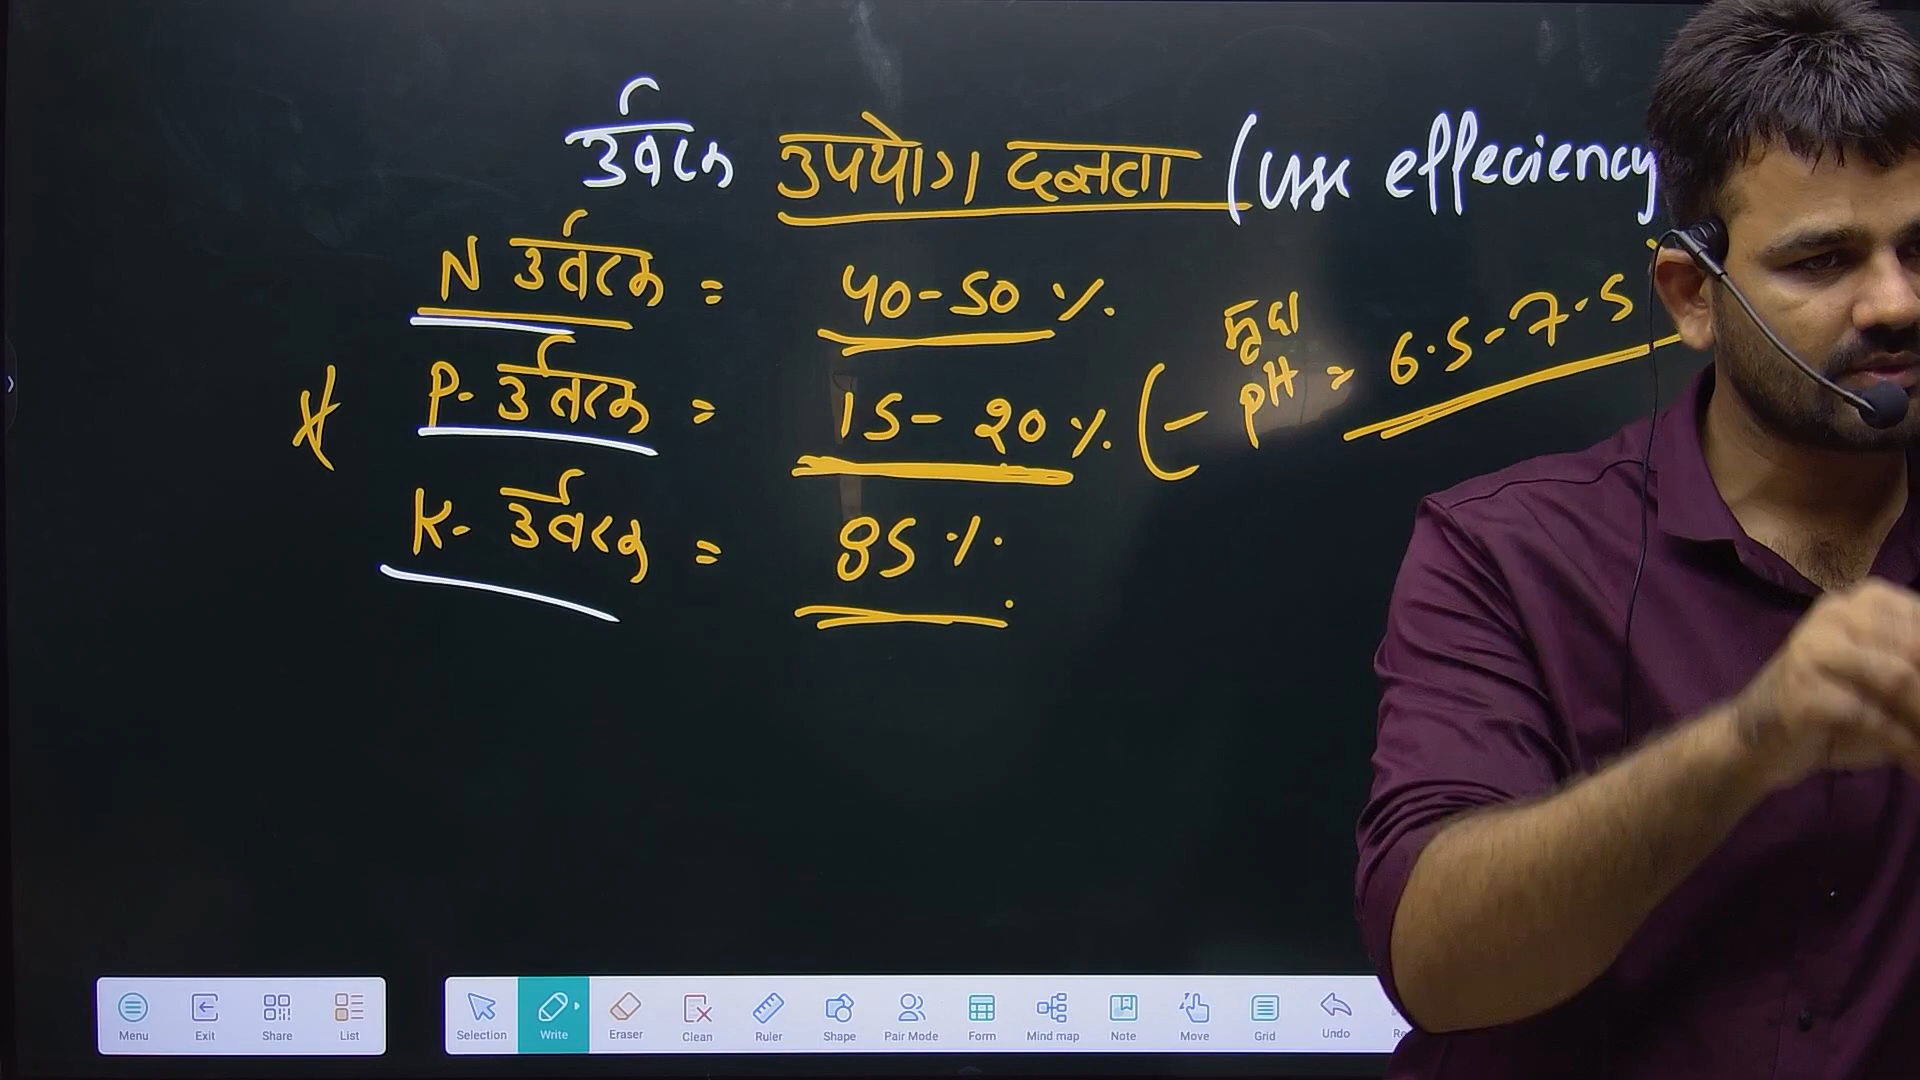 उर्वरक उपयोग दक्षता (Use effeciency
N उर्वरक = 40-50 %.
P- उर्वरक = 15- 20 %. (- मृदा pH = 6.5-7.5
K- उर्वरक = 85 %.
Menu Exit Share List Selection Write Eraser Clean Ruler Shape Pair Mode Form Mind map Note Move Grid Undo